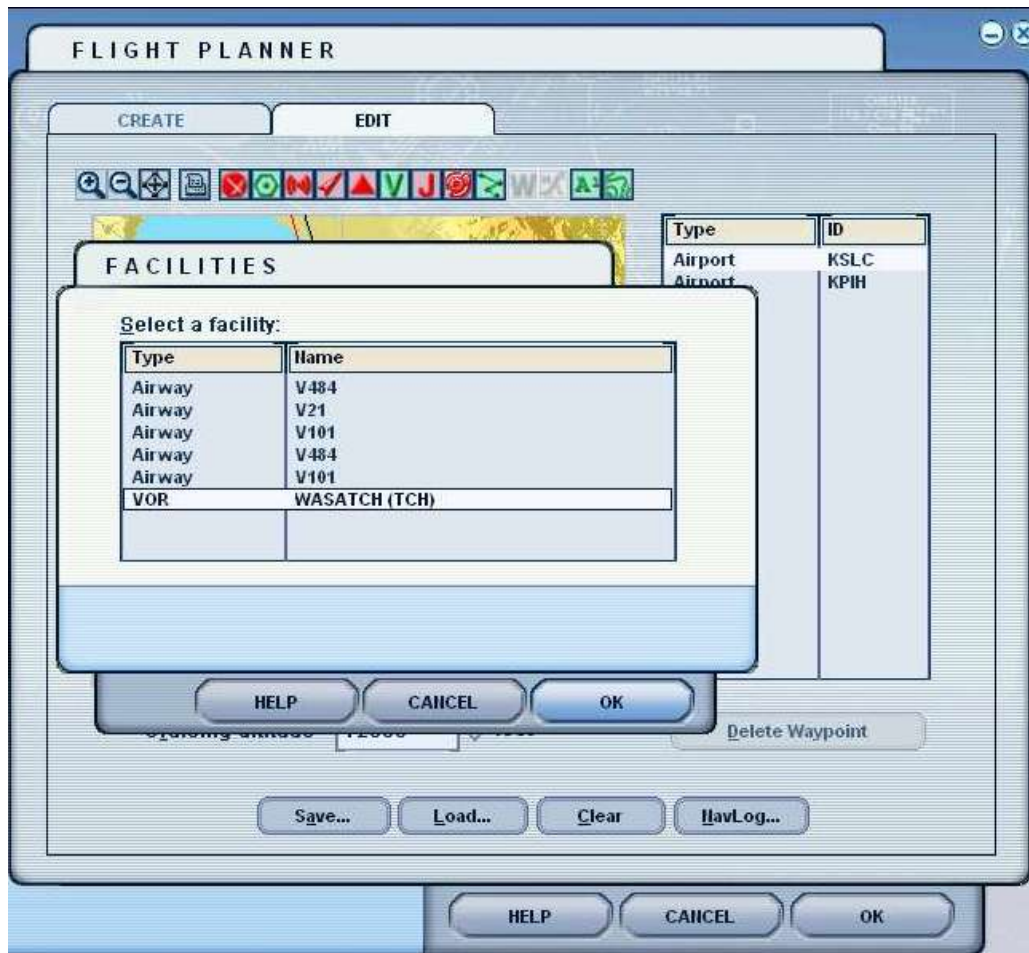 FLIGHT PLANNER
CREATE EDIT
V J W A
Type ID
Airport KSLC
Airport KPIH
FACILITIES
Select a facility:
Type Name
Airway V484
Airway V21
Airway V101
Airway V484
Airway V101
VOR WASATCH (TCH)
HELP CANCEL OK
Delete Waypoint
Save... Load... Clear NavLog...
HELP CANCEL OK